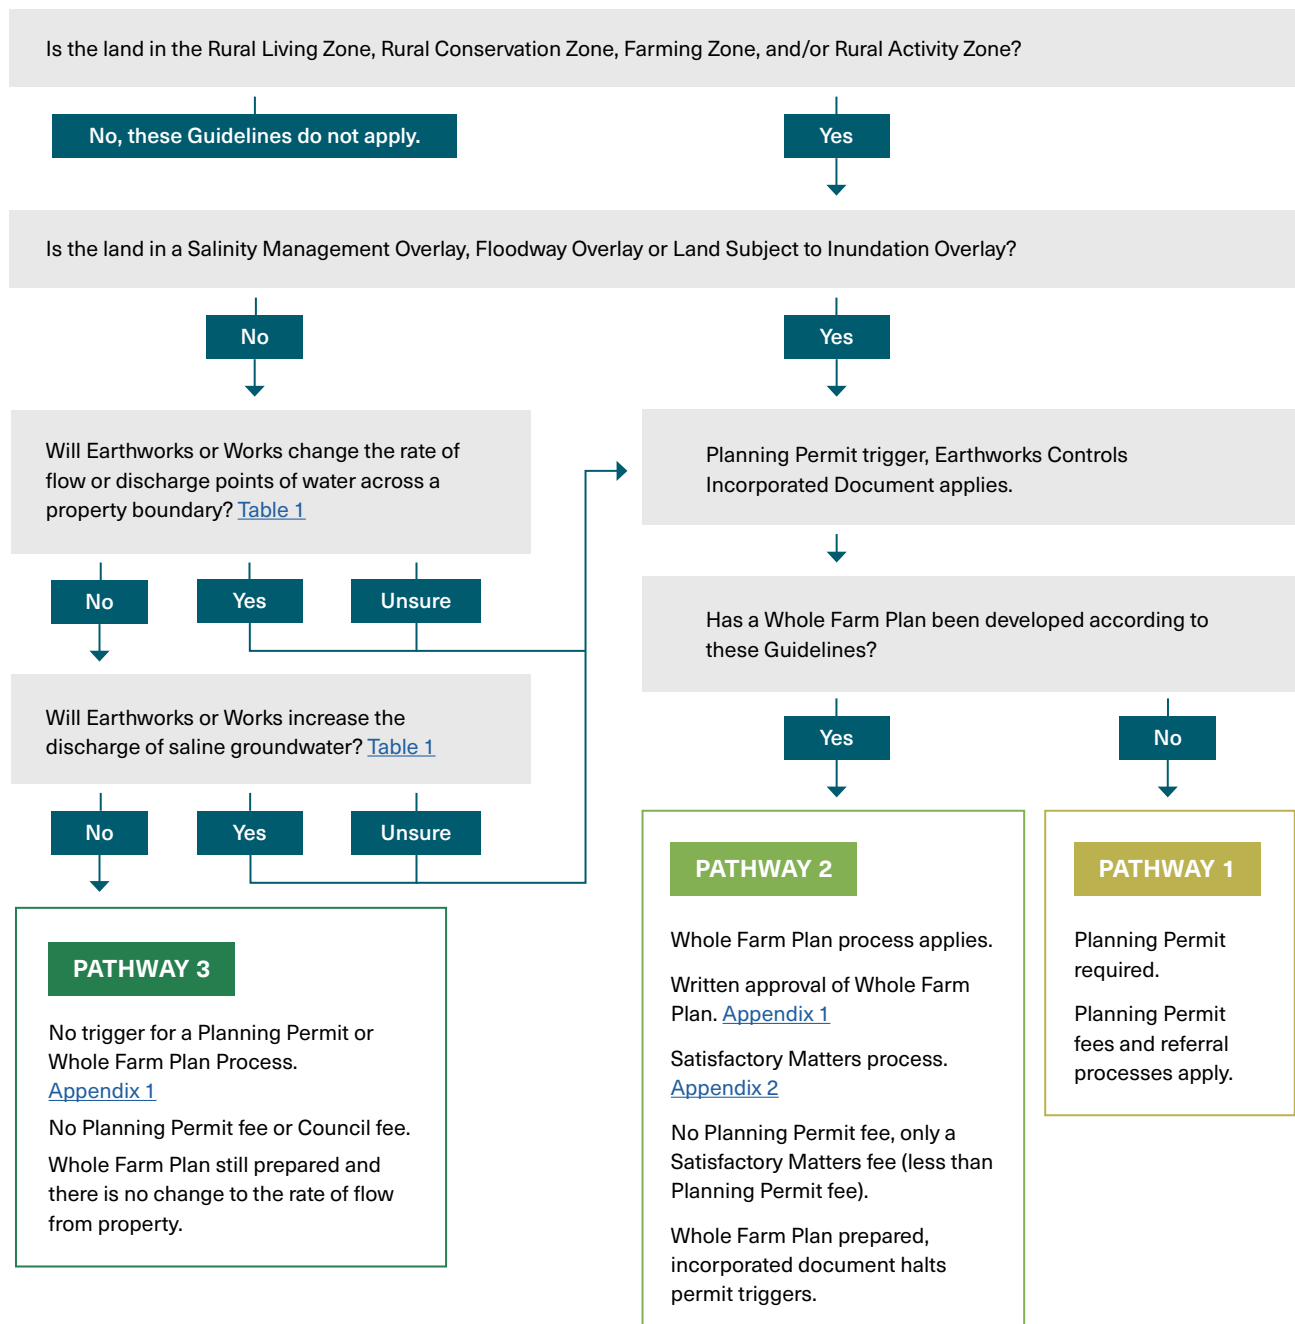 Is the land in the Rural Living Zone, Rural Conservation Zone, Farming Zone, and/or Rural Activity Zone?
No, these Guidelines do not apply.
Yes
Is the land in a Salinity Management Overlay, Floodway Overlay or Land Subject to Inundation Overlay?
No
Yes
Will Earthworks or Works change the rate of
flow or discharge points of water across a
property boundary? Table 1
No
Yes
Unsure
Will Earthworks or Works increase the
discharge of saline groundwater? Table 1
No
Yes
Unsure
PATHWAY 3
No trigger for a Planning Permit or
Whole Farm Plan Process.
Appendix 1
No Planning Permit fee or Council fee.
Whole Farm Plan still prepared and
there is no change to the rate of flow
from property.
Planning Permit trigger, Earthworks Controls
Incorporated Document applies.
Has a Whole Farm Plan been developed according to
these Guidelines?
Yes
No
PATHWAY 2
Whole Farm Plan process applies.
Written approval of Whole Farm
Plan. Appendix 1
Satisfactory Matters process.
Appendix 2
No Planning Permit fee, only a
Satisfactory Matters fee (less than
Planning Permit fee).
Whole Farm Plan prepared,
incorporated document halts
permit triggers.
PATHWAY 1
Planning Permit
required.
Planning Permit
fees and referral
processes apply.